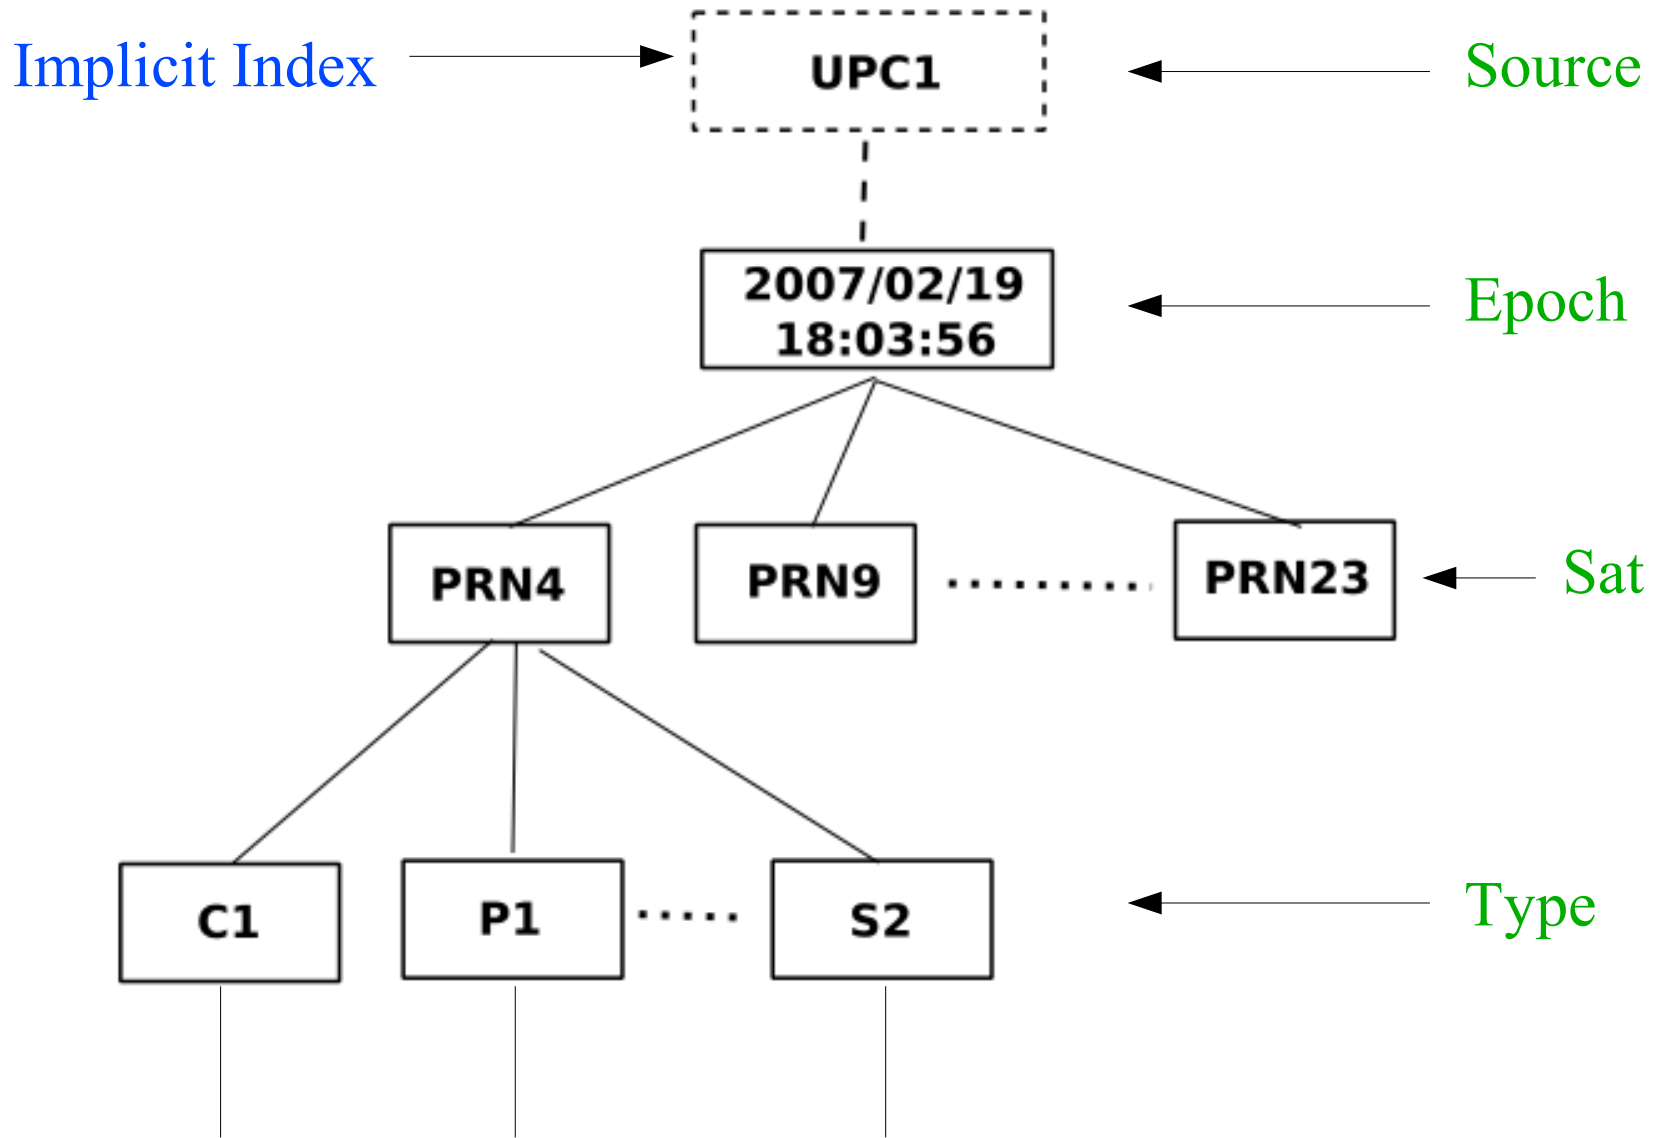 Implicit Index
UPC1
Source
2007/02/19
18:03:56
Epoch
PRN4
PRN9
PRN23
Sat
C1
P1
S2
Type